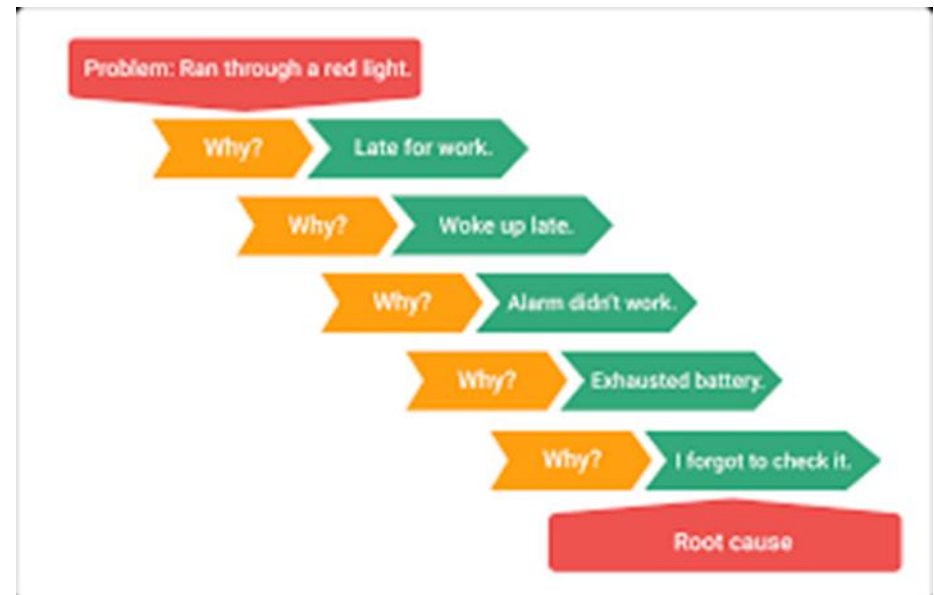 Problem: Ran through a red light.
Why? Late for work.
Why? Woke up late.
Why? Alarm didn't work.
Why? Exhausted battery.
Why? I forgot to check it.
Root cause